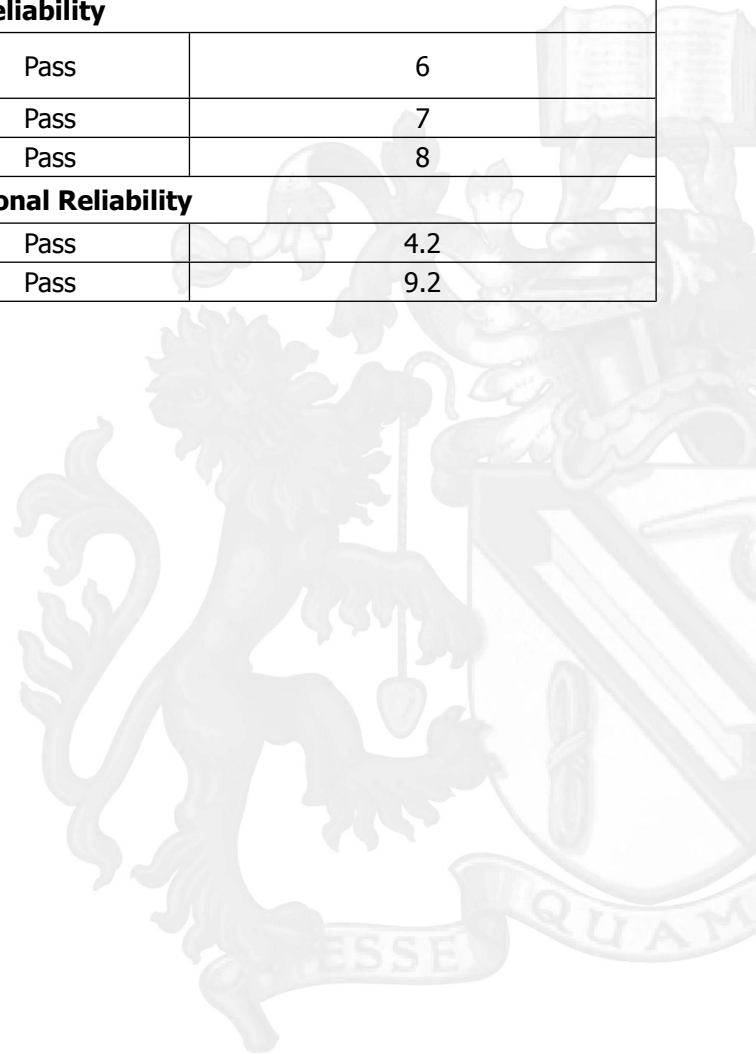 eliability
Pass 6
Pass 7
Pass 8
onal Reliability
Pass 4.2
Pass 9.2
ESSE
QUAM